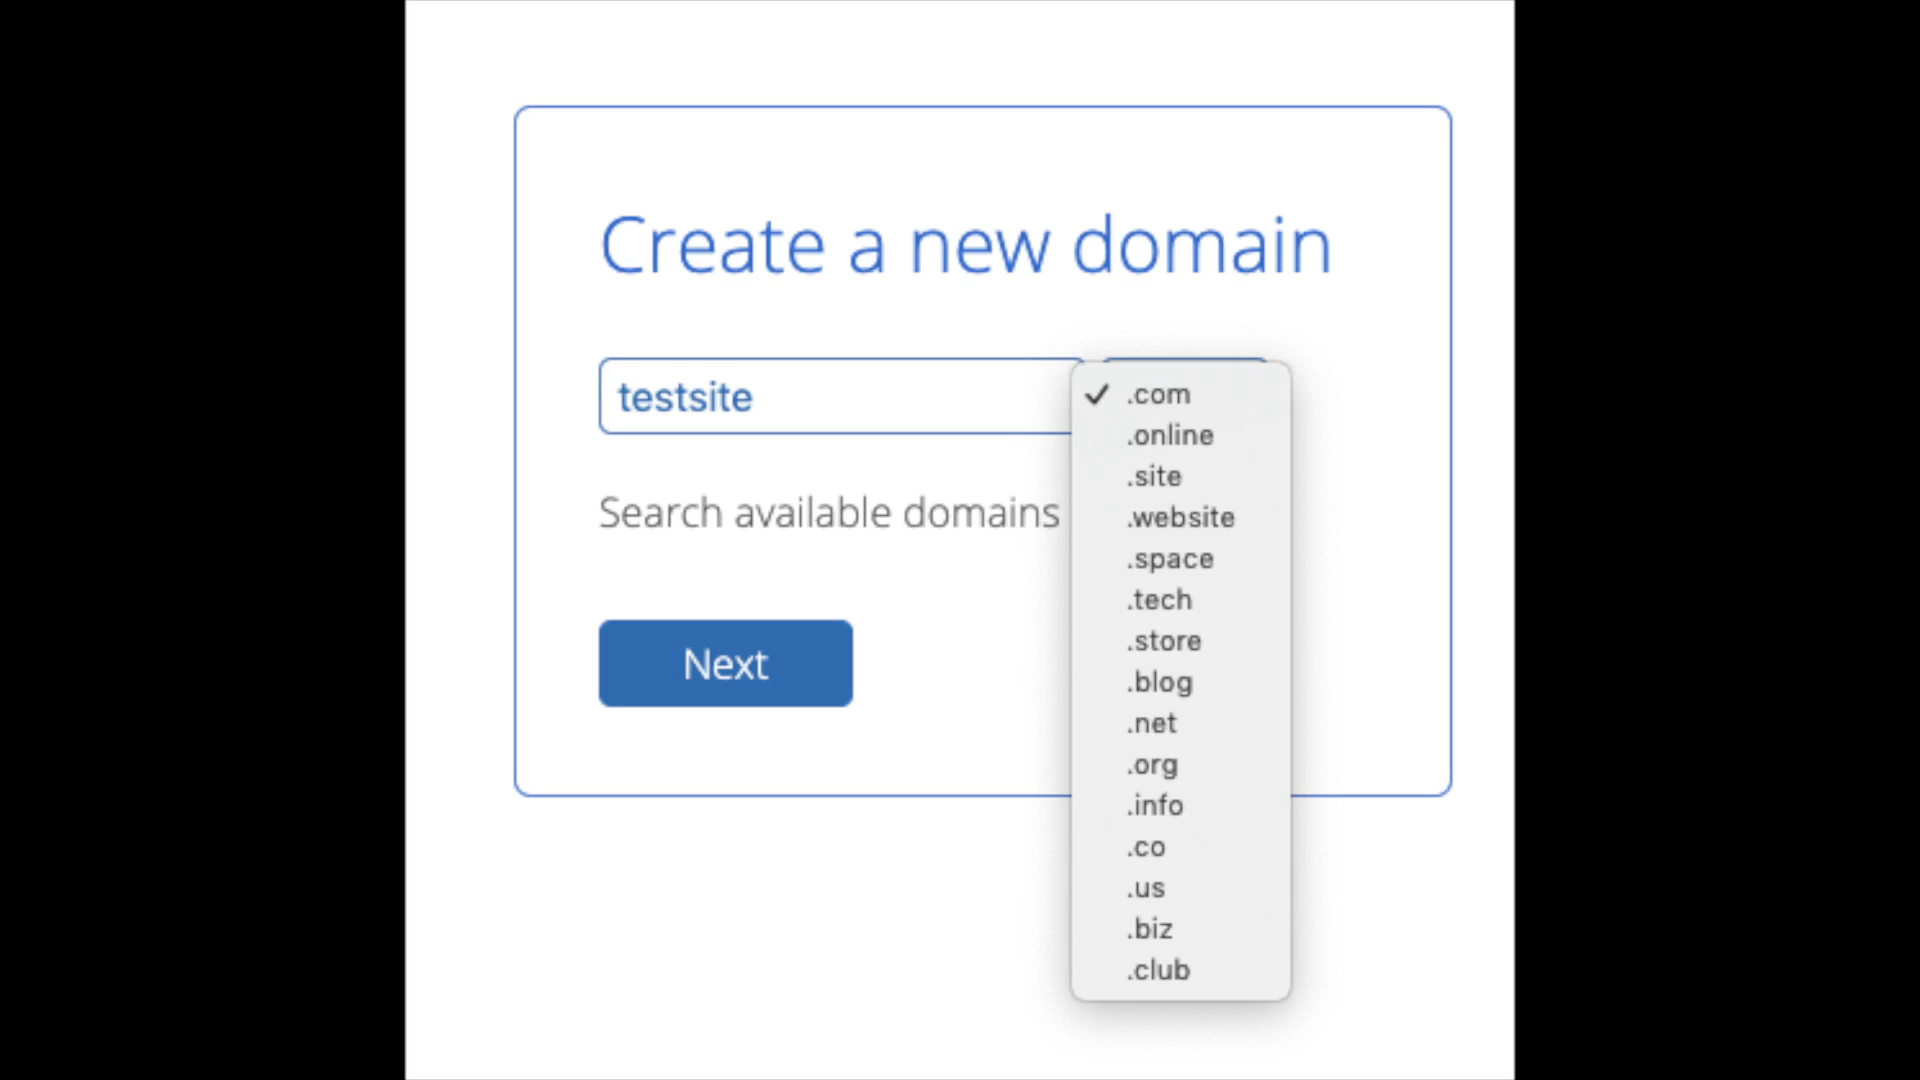 Create a new domain
testsite
Search available domains
Next
.com
.online
.site
.website
.space
.tech
.store
.blog
.net
.org
.info
.co
.us
.biz
.club